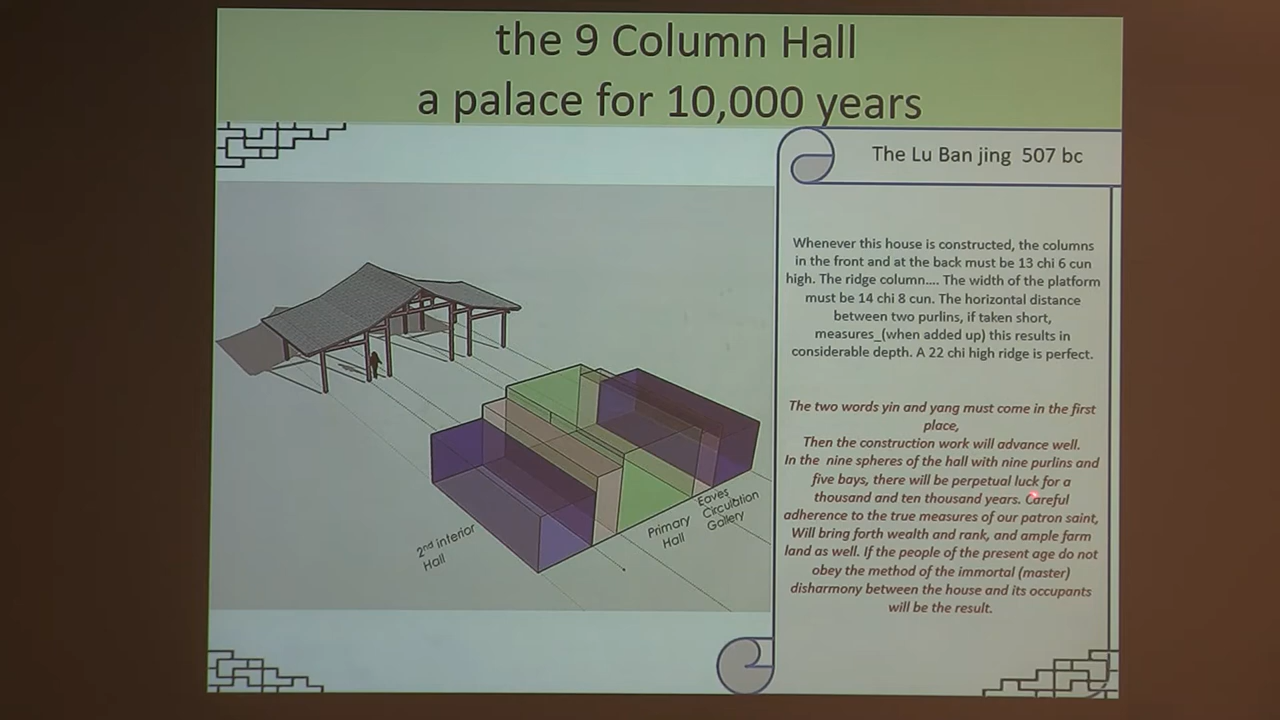 the 9 Column Hall
a palace for 10,000 years
The Lu Ban jing 507 bc
Whenever this house is constructed, the columns
in the front and at the back must be 13 chi 6 cun
high. The ridge column.... The width of the platform
must be 14 chi 8 cun. The horizontal distance
between two purlins, if taken short,
measures_(when added up) this results in
considerable depth. A 22 chi high ridge is perfect.
The two words yin and yang must come in the first
place,
Then the construction work will advance well.
In the nine spheres of the hall with nine purlins and
five bays, there will be perpetual luck for a
thousand and ten thousand years. Careful
adherence to the true measures of our patron saint,
Will bring forth wealth and rank, and ample farm
land as well. If the people of the present age do not
obey the method of the immortal (master)
disharmony between the house and its occupants
will be the result.
2nd interior
Hall
Primary
Hall
Eaves
Circulation
Gallery